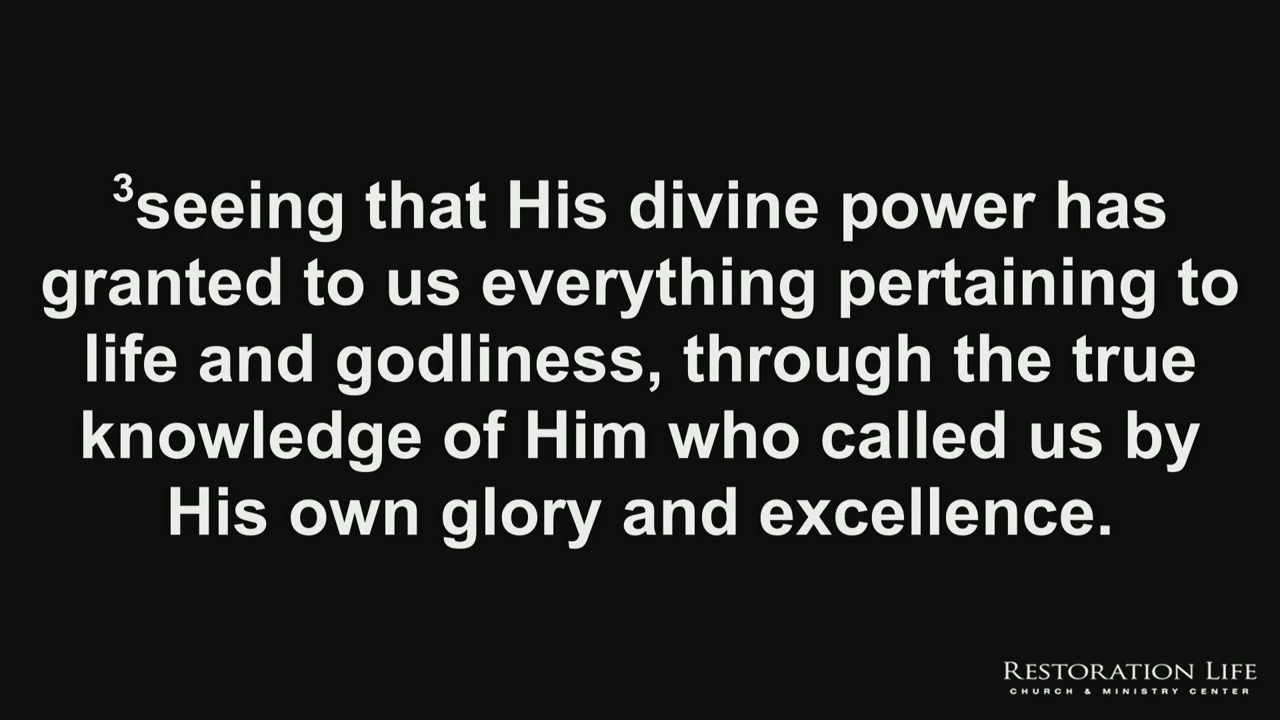 ³seeing that His divine power has
granted to us everything pertaining to
life and godliness, through the true
knowledge of Him who called us by
His own glory and excellence.
RESTORATION LIFE
CHURCH & MINISTRY CENTER